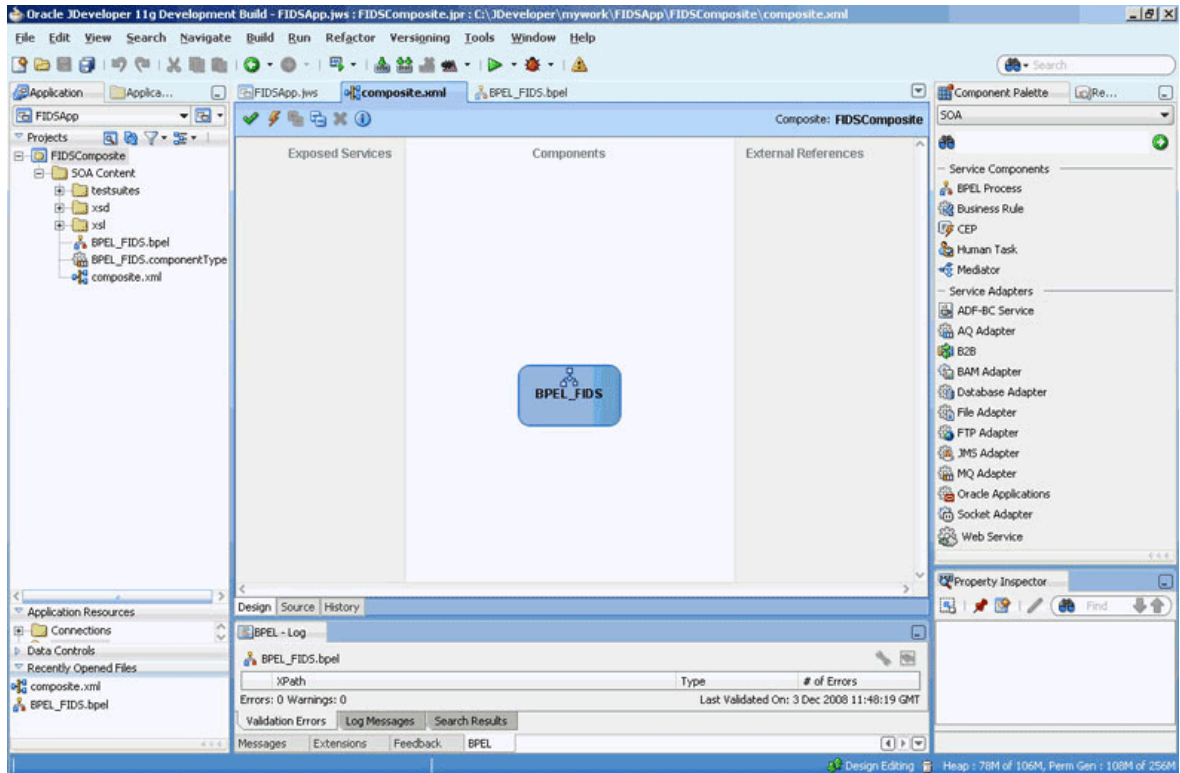 Oracle JDeveloper 11g Development Build - FIDSApp.jws : FIDSComposite.jpr : C:\JDeveloper\mywork\FIDSApp\FIDSComposite\composite.xml
File Edit View Search Navigate Build Run Refactor Versioning Tools Window Help
Search
Application
Applica...
FIDSApp
Projects
FIDSComposite
SOA Content
testsuites
xsd
xsl
BPEL_FIDS.bpel
BPEL_FIDS.componentType
composite.xml
Application Resources
Connections
Data Controls
Recently Opened Files
composite.xml
BPEL_FIDS.bpel
FIDSApp.jws
composite.xml
BPEL_FIDS.bpel
Composite: FIDSComposite
Exposed Services
Components
External References
BPEL_FIDS
Design Source History
BPEL - Log
BPEL_FIDS.bpel
XPath Type # of Errors
Errors: 0 Warnings: 0 Last Validated On: 3 Dec 2008 11:48:19 GMT
Validation Errors Log Messages Search Results
Messages Extensions Feedback BPEL
Component Palette
Re...
SOA
Service Components
BPEL Process
Business Rule
CEP
Human Task
Mediator
Service Adapters
ADF-BC Service
AQ Adapter
B2B
BAM Adapter
Database Adapter
File Adapter
FTP Adapter
JMS Adapter
MQ Adapter
Oracle Applications
Socket Adapter
Web Service
Property Inspector
Find
Design Editing Heap : 78M of 106M, Perm Gen : 108M of 256M